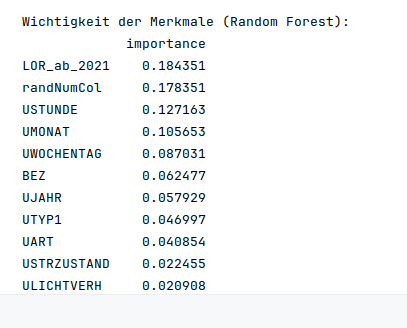 Wichtigkeit der Merkmale (Random Forest):
importance
LOR_ab_2021 0.184351
randNumCol 0.178351
USTUNDE 0.127163
UMONAT 0.105653
UWOCHENTAG 0.087031
BEZ 0.062477
UJAHR 0.057929
UTYP1 0.046997
UART 0.040854
USTRZUSTAND 0.022455
ULICHTVERH 0.020908